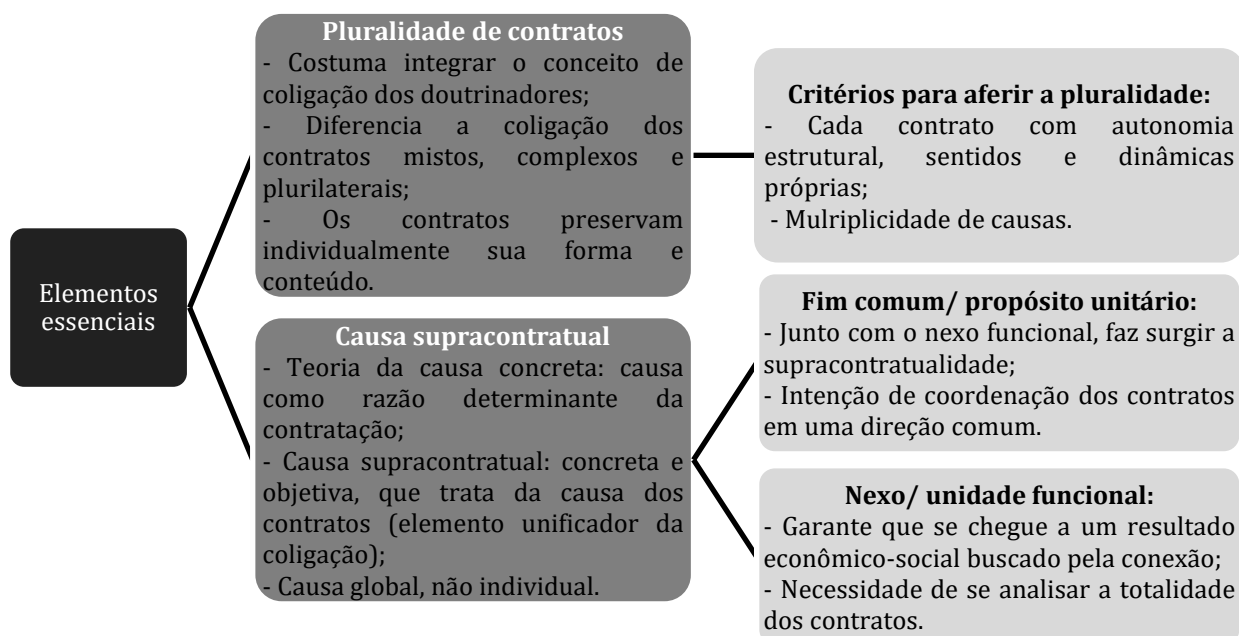 Elementos
essenciais
Pluralidade de contratos
- Costuma integrar o conceito de
coligação dos doutrinadores;
- Diferencia a coligação dos
contratos mistos, complexos e
plurilaterais;
- Os contratos preservam
individualmente sua forma e
conteúdo.
Critérios para aferir a pluralidade:
- Cada contrato com autonomia
estrutural, sentidos e dinâmicas
próprias;
- Mulriplicidade de causas.
Causa supracontratual
- Teoria da causa concreta: causa
como razão determinante da
contratação;
- Causa supracontratual: concreta e
objetiva, que trata da causa dos
contratos (elemento unificador da
coligação);
- Causa global, não individual.
Fim comum/ propósito unitário:
- Junto com o nexo funcional, faz surgir a
supracontratualidade;
- Intenção de coordenação dos contratos
em uma direção comum.
Nexo/ unidade funcional:
- Garante que se chegue a um resultado
econômico-social buscado pela conexão;
- Necessidade de se analisar a totalidade
dos contratos.